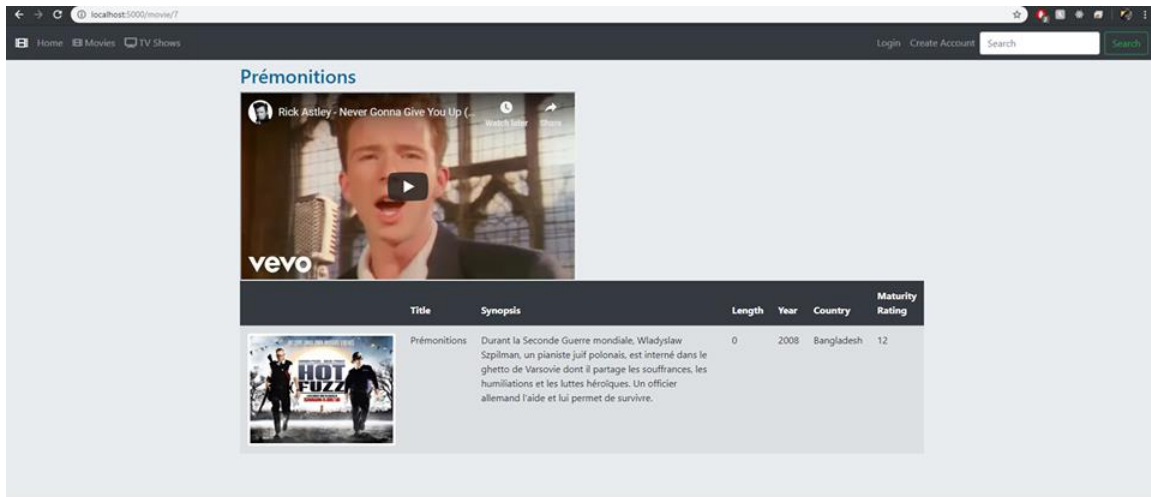 localhost:5000/movie/7
Home Movies TV Shows Login Create Account Search Search
Prémonitions
Rick Astley - Never Gonna Give You Up (..
Watch later Share
vevo
Title Synopsis Length Year Country Maturity Rating
HOT FUZZ
Prémonitions
Durant la Seconde Guerre mondiale, Wladyslaw
Szpilman, un pianiste juif polonais, est interné dans le
ghetto de Varsovie dont il partage les souffrances, les
humiliations et les luttes héroïques. Un officier
allemand l'aide et lui permet de survivre.
0 2008 Bangladesh 12